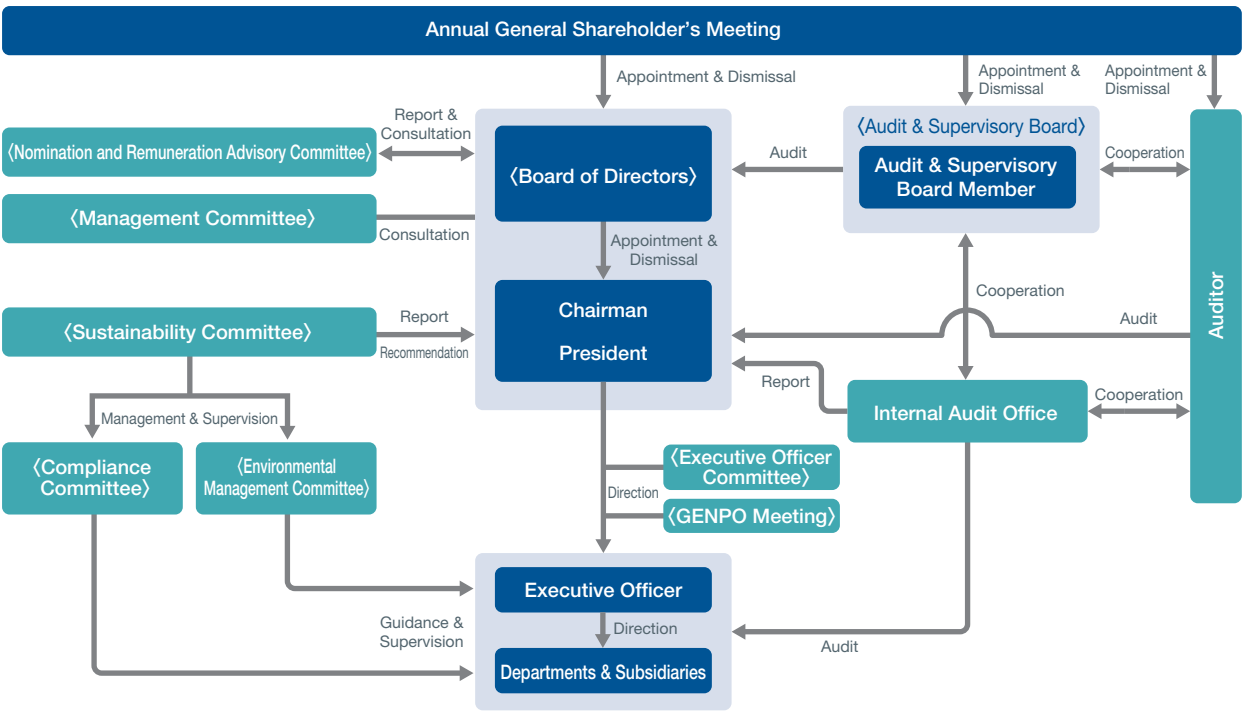 Annual General Shareholder's Meeting
Appointment & Dismissal
Appointment &
Dismissal
Appointment &
Dismissal
Report &
Consultation
〈Nomination and Remuneration Advisory Committee〉
〈Board of Directors〉
Audit
〈Audit & Supervisory Board〉
Audit & Supervisory
Board Member
Cooperation
〈Management Committee〉
Consultation
Appointment &
Dismissal
Cooperation
Auditor
Chairman
President
〈Sustainability Committee〉
Report
Recommendation
Audit
Report
Internal Audit Office
Cooperation
Management & Supervision
〈Compliance
Committee〉
〈Environmental
Management Committee〉
Direction
〈Executive Officer
Committee〉
〈GENPO Meeting〉
Executive Officer
Guidance &
Supervision
Direction
Audit
Departments & Subsidiaries